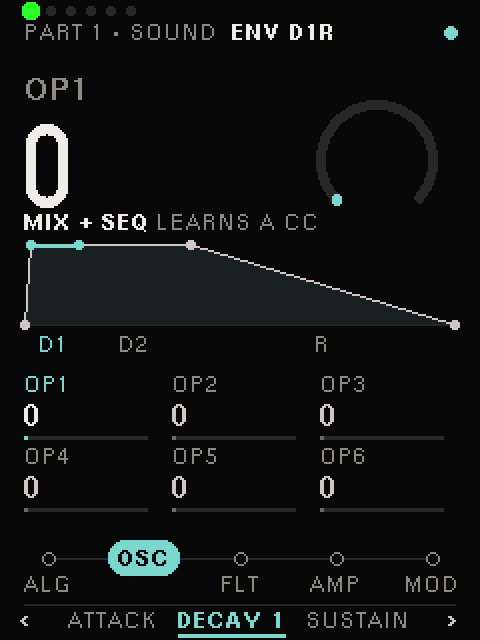 PART 1 · SOUND ENV D1R
OP1
0
MIX + SEQ LEARNS A CC
D1 D2 R
OP1 OP2 OP3
0 0 0
OP4 OP5 OP6
0 0 0
OSC
ALG FLT AMP MOD
‹ ATTACK DECAY 1 SUSTAIN ›